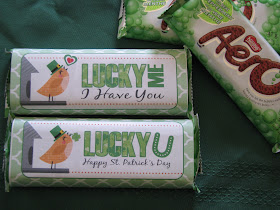 LUCKY ME
I Have You
LUCKY U
Happy St. Patrick's Day
AERO